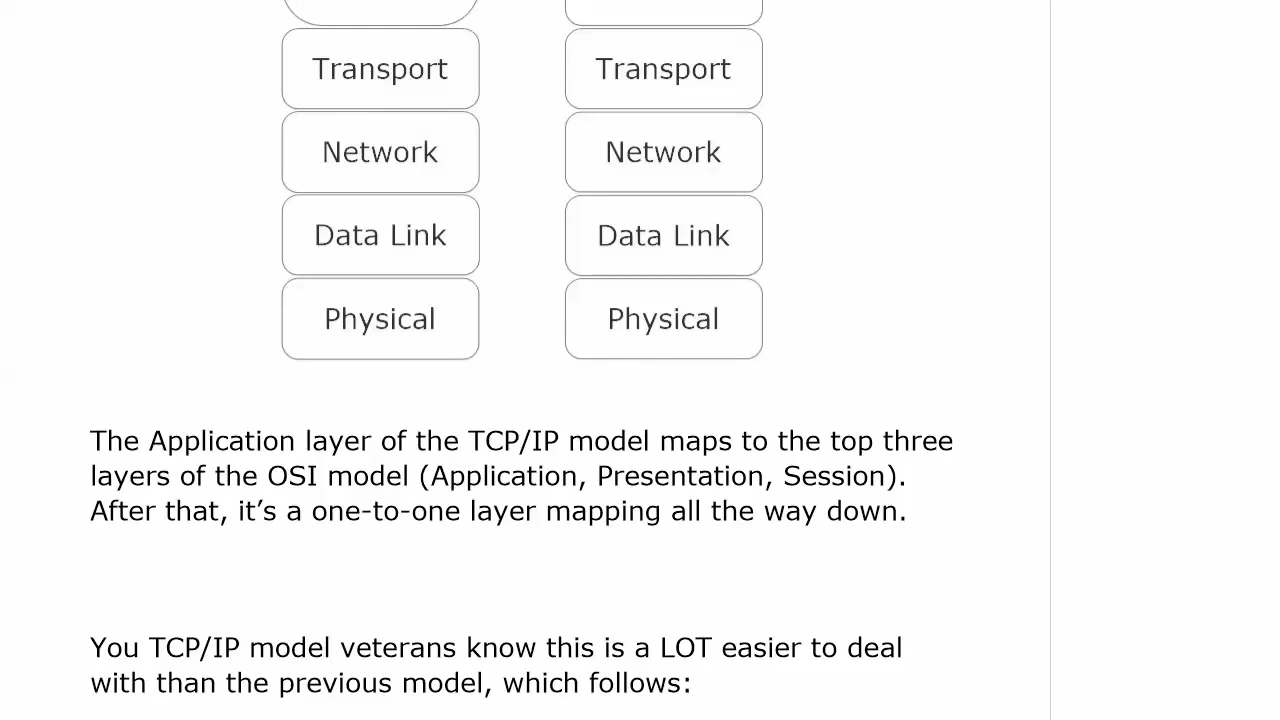 Transport Transport
Network Network
Data Link Data Link
Physical Physical
The Application layer of the TCP/IP model maps to the top three
layers of the OSI model (Application, Presentation, Session).
After that, it’s a one-to-one layer mapping all the way down.
You TCP/IP model veterans know this is a LOT easier to deal
with than the previous model, which follows: